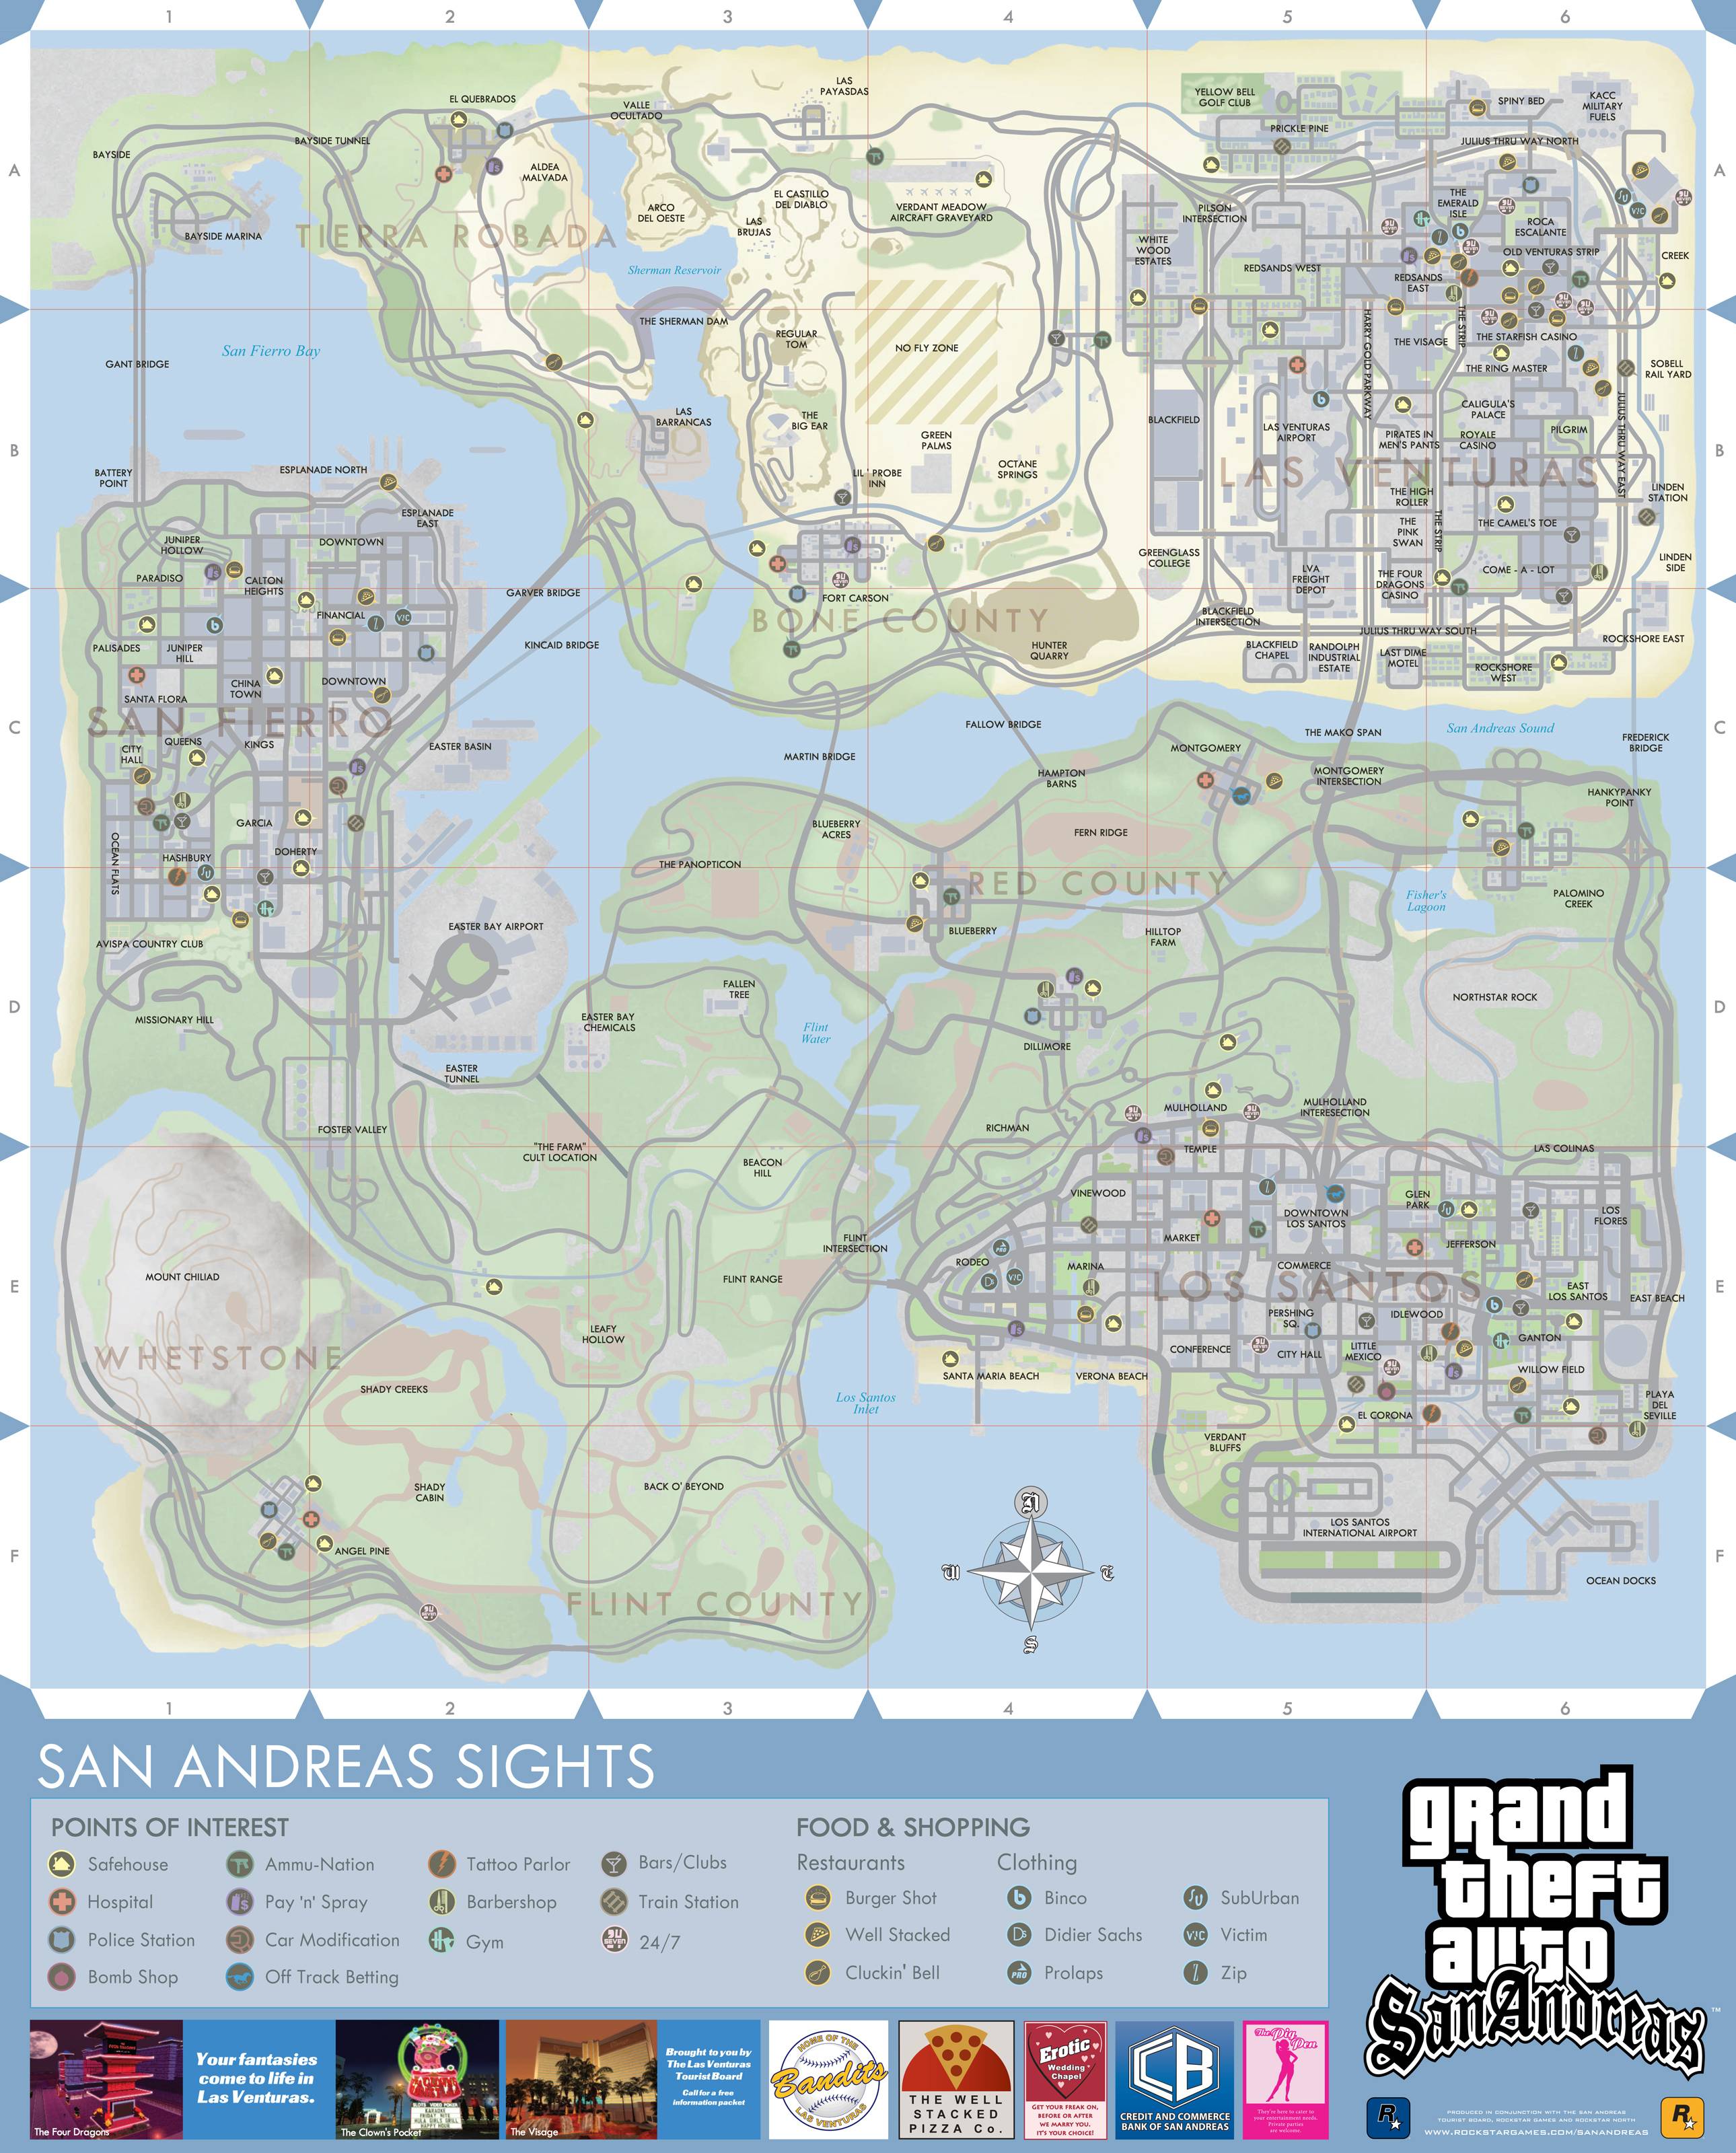 1 2 3 4 5 6
A A
B B
C C
D D
E E
F F
EL QUEBRADOS
VALLE
OCULTADO
LAS
PAYASDAS
YELLOW BELL
GOLF CLUB
SPINY BED
KACC
MILITARY
FUELS
PRICKLE PINE
JULIUS THRU WAY NORTH
BAYSIDE
BAYSIDE TUNNEL
ALDEA
MALVADA
ARCO
DEL OESTE
EL CASTILLO
DEL DIABLO
LAS
BRUJAS
VERDANT MEADOW
AIRCRAFT GRAVEYARD
PILSON
INTERSECTION
THE
EMERALD
ISLE
ROCA
ESCALANTE
BAYSIDE MARINA
TIERRA ROBADA
WHITE
WOOD
ESTATES
OLD VENTURAS STRIP
CREEK
Sherman Reservoir
REDSANDS WEST
REDSANDS
EAST
THE SHERMAN DAM
REGULAR
TOM
NO FLY ZONE
HARRY GOLD PARKWAY
THE STRIP
THE VISAGE
THE STARFISH CASINO
San Fierro Bay
GANT BRIDGE
THE RING MASTER
SOBELL
RAIL YARD
LAS
BARRANCAS
THE
BIG EAR
GREEN
PALMS
BLACKFIELD
LAS VENTURAS
AIRPORT
PIRATES IN
MEN'S PANTS
CALIGULA'S
PALACE
ROYALE
CASINO
PILGRIM
JULIUS THRU WAY EAST
LAS VENTURAS
BATTERY
POINT
ESPLANADE NORTH
LIL' PROBE
INN
OCTANE
SPRINGS
THE HIGH
ROLLER
LINDEN
STATION
ESPLANADE
EAST
THE
PINK
SWAN
THE STRIP
THE CAMEL'S TOE
JUNIPER
HOLLOW
DOWNTOWN
GREENGLASS
COLLEGE
LINDEN
SIDE
PARADISO
CALTON
HEIGHTS
LVA
FREIGHT
DEPOT
THE FOUR
DRAGONS
CASINO
COME - A - LOT
GARVER BRIDGE
FORT CARSON
FINANCIAL
BONE COUNTY
BLACKFIELD
INTERSECTION
JULIUS THRU WAY SOUTH
ROCKSHORE EAST
PALISADES
JUNIPER
HILL
KINCAID BRIDGE
HUNTER
QUARRY
BLACKFIELD
CHAPEL
RANDOLPH
INDUSTRIAL
ESTATE
LAST DIME
MOTEL
ROCKSHORE
WEST
SANTA FLORA
CHINA
TOWN
DOWNTOWN
SAN FIERRO
FALLOW BRIDGE
THE MAKO SPAN
San Andreas Sound
CITY
HALL
QUEENS
KINGS
EASTER BASIN
MARTIN BRIDGE
MONTGOMERY
FREDERICK
BRIDGE
HAMPTON
BARNS
MONTGOMERY
INTERSECTION
HANKYPANKY
POINT
GARCIA
BLUEBERRY
ACRES
FERN RIDGE
OCEAN FLATS
HASHBURY
DOHERTY
THE PANOPTICON
RED COUNTY
Fisher's
Lagoon
PALOMINO
CREEK
AVISPA COUNTRY CLUB
EASTER BAY AIRPORT
BLUEBERRY
HILLTOP
FARM
FALLEN
TREE
NORTHSTAR ROCK
MISSIONARY HILL
EASTER BAY
CHEMICALS
Flint
Water
DILLIMORE
EASTER
TUNNEL
MULHOLLAND
MULHOLLAND
INTERESECTION
FOSTER VALLEY
RICHMAN
"THE FARM"
CULT LOCATION
BEACON
HILL
TEMPLE
LAS COLINAS
VINEWOOD
GLEN
PARK
DOWNTOWN
LOS SANTOS
LOS
FLORES
MARKET
JEFFERSON
FLINT
INTERSECTION
MOUNT CHILIAD
FLINT RANGE
RODEO
MARINA
COMMERCE
LOS SANTOS
EAST
LOS SANTOS
EAST BEACH
PERSHING
SQ.
IDLEWOOD
LEAFY
HOLLOW
CONFERENCE
CITY HALL
LITTLE
MEXICO
GANTON
WHETSTONE
SANTA MARIA BEACH
VERONA BEACH
WILLOW FIELD
SHADY CREEKS
Los Santos
Inlet
EL CORONA
PLAYA
DEL
SEVILLE
VERDANT
BLUFFS
SHADY
CABIN
BACK O' BEYOND
N
W E
S
LOS SANTOS
INTERNATIONAL AIRPORT
ANGEL PINE
OCEAN DOCKS
FLINT COUNTY
1 2 3 4 5 6
SAN ANDREAS SIGHTS
POINTS OF INTEREST
Safehouse
Hospital
Police Station
Bomb Shop
Ammu-Nation
Pay 'n' Spray
Car Modification
Off Track Betting
Tattoo Parlor
Barbershop
Gym
Bars/Clubs
Train Station
24/7
FOOD & SHOPPING
Restaurants
Burger Shot
Well Stacked
Cluckin' Bell
Clothing
Binco
Didier Sachs
Prolaps
SubUrban
Victim
Zip
grand
theft
auto
San Andreas
TM
The Four Dragons
Your fantasies
come to life in
Las Venturas.
The Clown's Pocket
The Visage
Brought to you by
The Las Venturas
Tourist Board
Call for a free
information packet
HOME OF THE
Bandits
LAS VENTURAS
THE WELL
STACKED
PIZZA Co.
Erotic
Wedding
Chapel
GET YOUR FREAK ON,
BEFORE OR AFTER
WE MARRY YOU.
IT'S YOUR CHOICE!
CB
CREDIT AND COMMERCE
BANK OF SAN ANDREAS
The Pig
Pen
They're here to cater to
your entertainment needs.
Private parties
are welcome.
R
R
PRODUCED IN CONJUNCTION WITH THE SAN ANDREAS
TOURIST BOARD, ROCKSTAR GAMES AND ROCKSTAR NORTH
WWW.ROCKSTARGAMES.COM/SANANDREAS